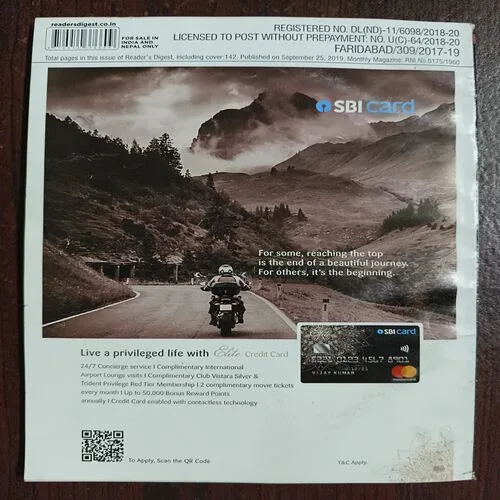 readersdigest.co.in
FOR SALE IN
INDIA AND
NEPAL ONLY
REGISTERED NO. DL(ND)-11/6098/2018-20
LICENSED TO POST WITHOUT PREPAYMENT: NO. U(C)-64/2018-20
FARIDABAD/309/2017-19
Total pages in this issue of Reader's Digest, including cover:142. Published on September 25, 2019. Monthly Magazine: RNI No 5175/1960
SBI card
For some, reaching the top
is the end of a beautiful journey.
For others, it's the beginning.
SBI card
VIJAY KUMAR
MasterCard
Live a privileged life with Elite Credit Card
24/7 Concierge service I Complimentary International
Airport Lounge visits I Complimentary Club Vistara Silver &
Trident Privilege Red Tier Membership I 2 complimentary movie tickets
every month I Up to 50,000 Bonus Reward Points
annually I Credit Card enabled with contactless technology
To Apply, Scan the QR Code
T&C Apply.